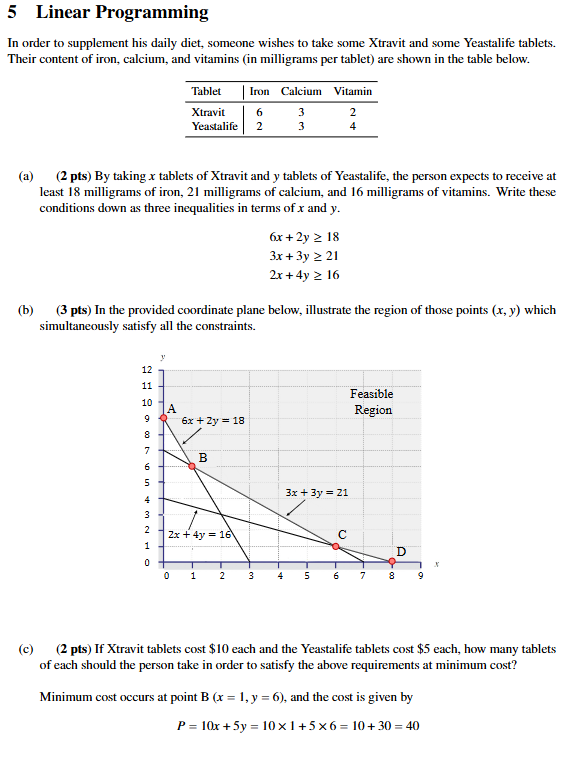 5 Linear Programming
In order to supplement his daily diet, someone wishes to take some Xtravit and some Yeastalife tablets.
Their content of iron, calcium, and vitamins (in milligrams per tablet) are shown in the table below.
Tablet Iron Calcium Vitamin
Xtravit 6 3 2
Yeastalife 2 3 4
(a) (2 pts) By taking x tablets of Xtravit and y tablets of Yeastalife, the person expects to receive at
least 18 milligrams of iron, 21 milligrams of calcium, and 16 milligrams of vitamins. Write these
conditions down as three inequalities in terms of x and y.
6x + 2y ≥ 18
3x + 3y ≥ 21
2x + 4y ≥ 16
(b) (3 pts) In the provided coordinate plane below, illustrate the region of those points (x, y) which
simultaneously satisfy all the constraints.
y
12
11
10
9
8
7
6
5
4
3
2
1
0
Feasible
Region
A
6x + 2y = 18
B
3x + 3y = 21
2x + 4y = 16
C
D
x
0 1 2 3 4 5 6 7 8 9
(c) (2 pts) If Xtravit tablets cost $10 each and the Yeastalife tablets cost $5 each, how many tablets
of each should the person take in order to satisfy the above requirements at minimum cost?
Minimum cost occurs at point B (x = 1, y = 6), and the cost is given by
P = 10x + 5y = 10 × 1 + 5 × 6 = 10 + 30 = 40